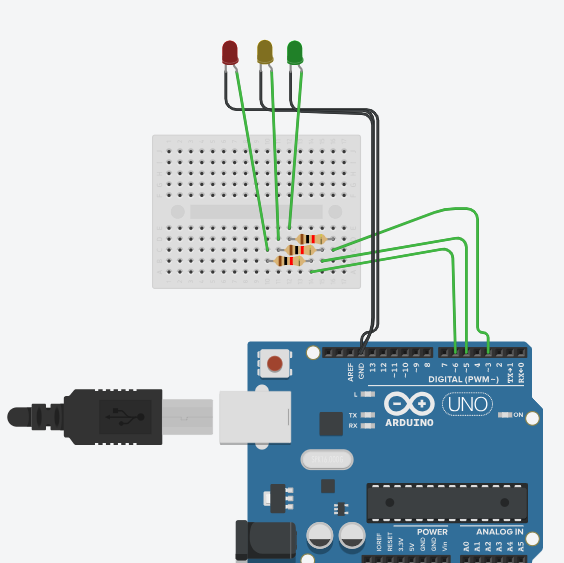 AREF
GND
13
12
~11
~10
~9
8
7
~6
~5
4
~3
2
TX→1
RX←0
DIGITAL (PWM~)
L
TX
RX
ARDUINO
UNO
ON
POWER
ANALOG IN
IOREF
RESET
3.3V
5V
GND
GND
Vin
A0
A1
A2
A3
A4
A5